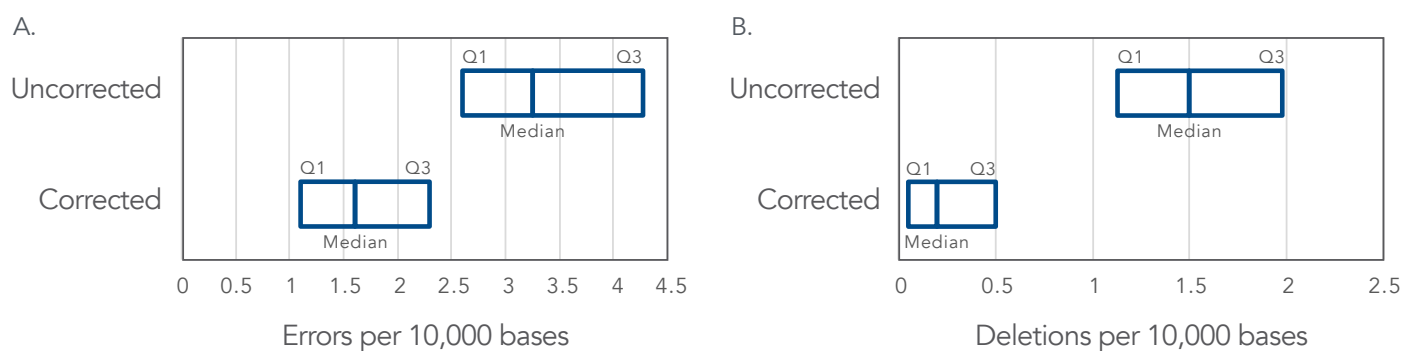 A.
Q1 Q3
Uncorrected
Median
Q1 Q3
Corrected
Median
0 0.5 1 1.5 2 2.5 3 3.5 4 4.5
Errors per 10,000 bases
B.
Q1 Q3
Uncorrected
Median
Q1 Q3
Corrected
Median
0 0.5 1 1.5 2 2.5
Deletions per 10,000 bases